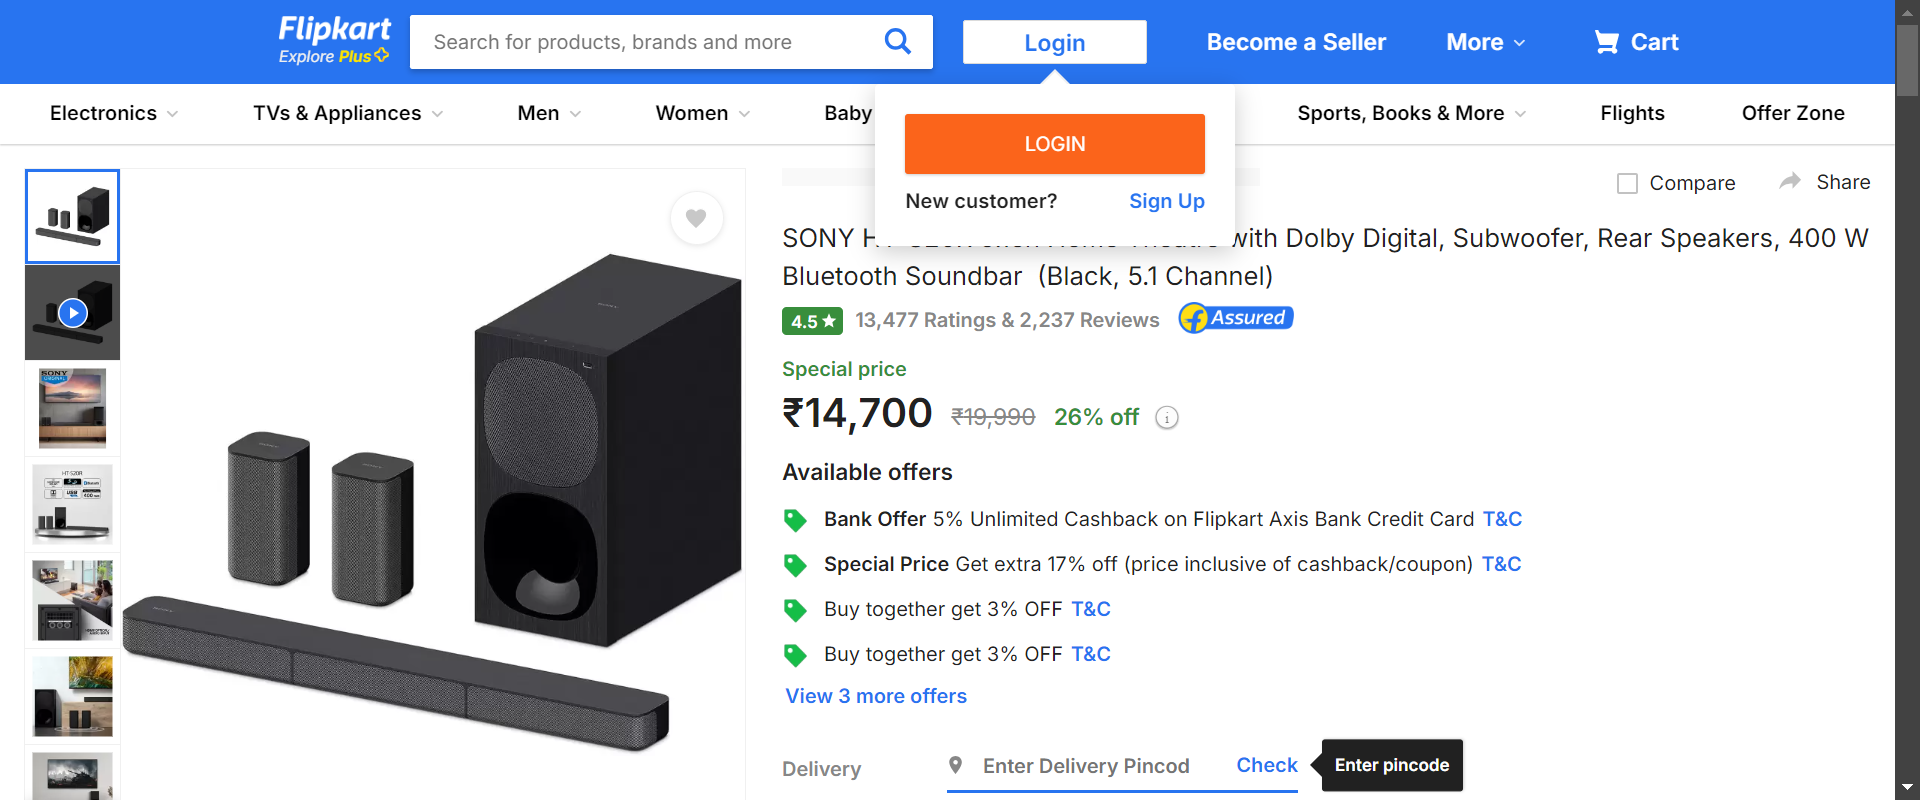 Flipkart
Explore Plus
Search for products, brands and more
Login
Become a Seller
More
Cart
Electronics
TVs & Appliances
Men
Women
Baby
Sports, Books & More
Flights
Offer Zone
LOGIN
New customer?
Sign Up
Compare
Share
SONY with Dolby Digital, Subwoofer, Rear Speakers, 400 W
Bluetooth Soundbar (Black, 5.1 Channel)
4.5★
13,477 Ratings & 2,237 Reviews
Assured
Special price
₹14,700 ₹19,990 26% off
Available offers
Bank Offer 5% Unlimited Cashback on Flipkart Axis Bank Credit Card T&C
Special Price Get extra 17% off (price inclusive of cashback/coupon) T&C
Buy together get 3% OFF T&C
Buy together get 3% OFF T&C
View 3 more offers
Delivery
Enter Delivery Pincod
Check
Enter pincode
SONY
HT-S20R